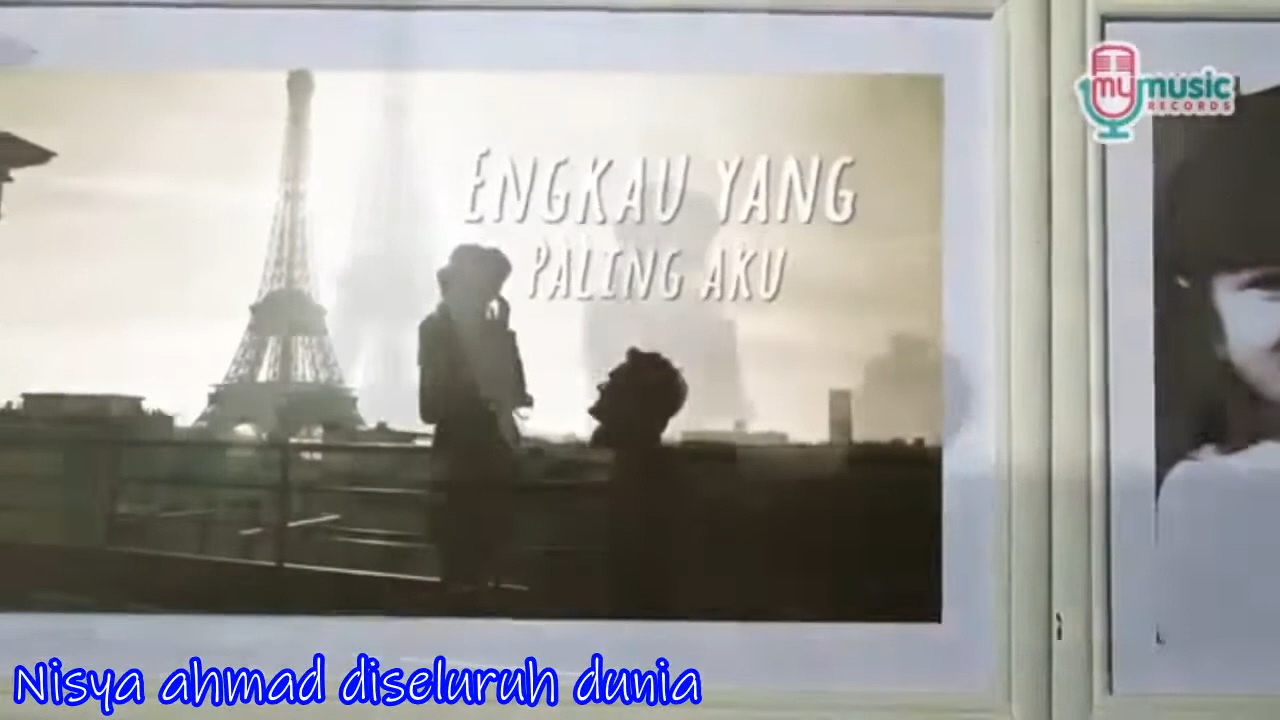 my music
RECORDS
ENGKAU YANG
PALING AKU
Nisya ahmad diseluruh dunia